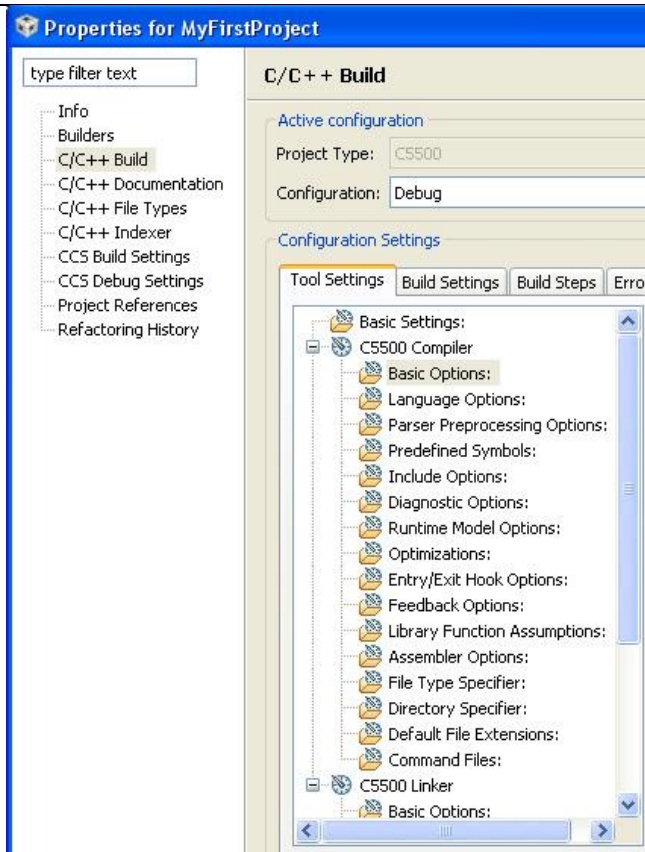 Properties for MyFirstProject
type filter text
Info
Builders
C/C++ Build
C/C++ Documentation
C/C++ File Types
C/C++ Indexer
CCS Build Settings
CCS Debug Settings
Project References
Refactoring History
C/C++ Build
Active configuration
Project Type: C5500
Configuration: Debug
Configuration Settings
Tool Settings Build Settings Build Steps Erro
Basic Settings:
C5500 Compiler
Basic Options:
Language Options:
Parser Preprocessing Options:
Predefined Symbols:
Include Options:
Diagnostic Options:
Runtime Model Options:
Optimizations:
Entry/Exit Hook Options:
Feedback Options:
Library Function Assumptions:
Assembler Options:
File Type Specifier:
Directory Specifier:
Default File Extensions:
Command Files:
C5500 Linker
Basic Options: